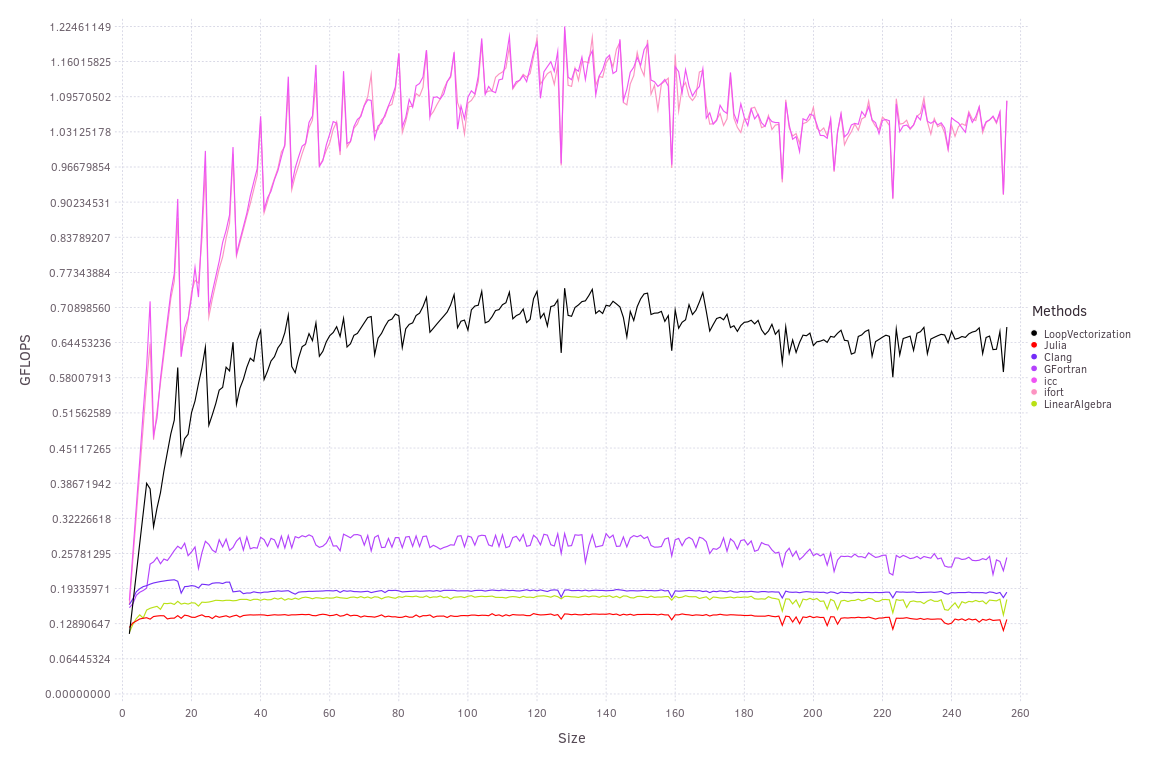 1.22461149
1.16015825
1.09570502
1.03125178
0.96679854
0.90234531
0.83789207
0.77343884
0.70898560
0.64453236
0.58007913
0.51562589
0.45117265
0.38671942
0.32226618
0.25781295
0.19335971
0.12890647
0.06445324
0.00000000
GFLOPS
0 20 40 60 80 100 120 140 160 180 200 220 240 260
Size
Methods
LoopVectorization
Julia
Clang
GFortran
icc
ifort
LinearAlgebra